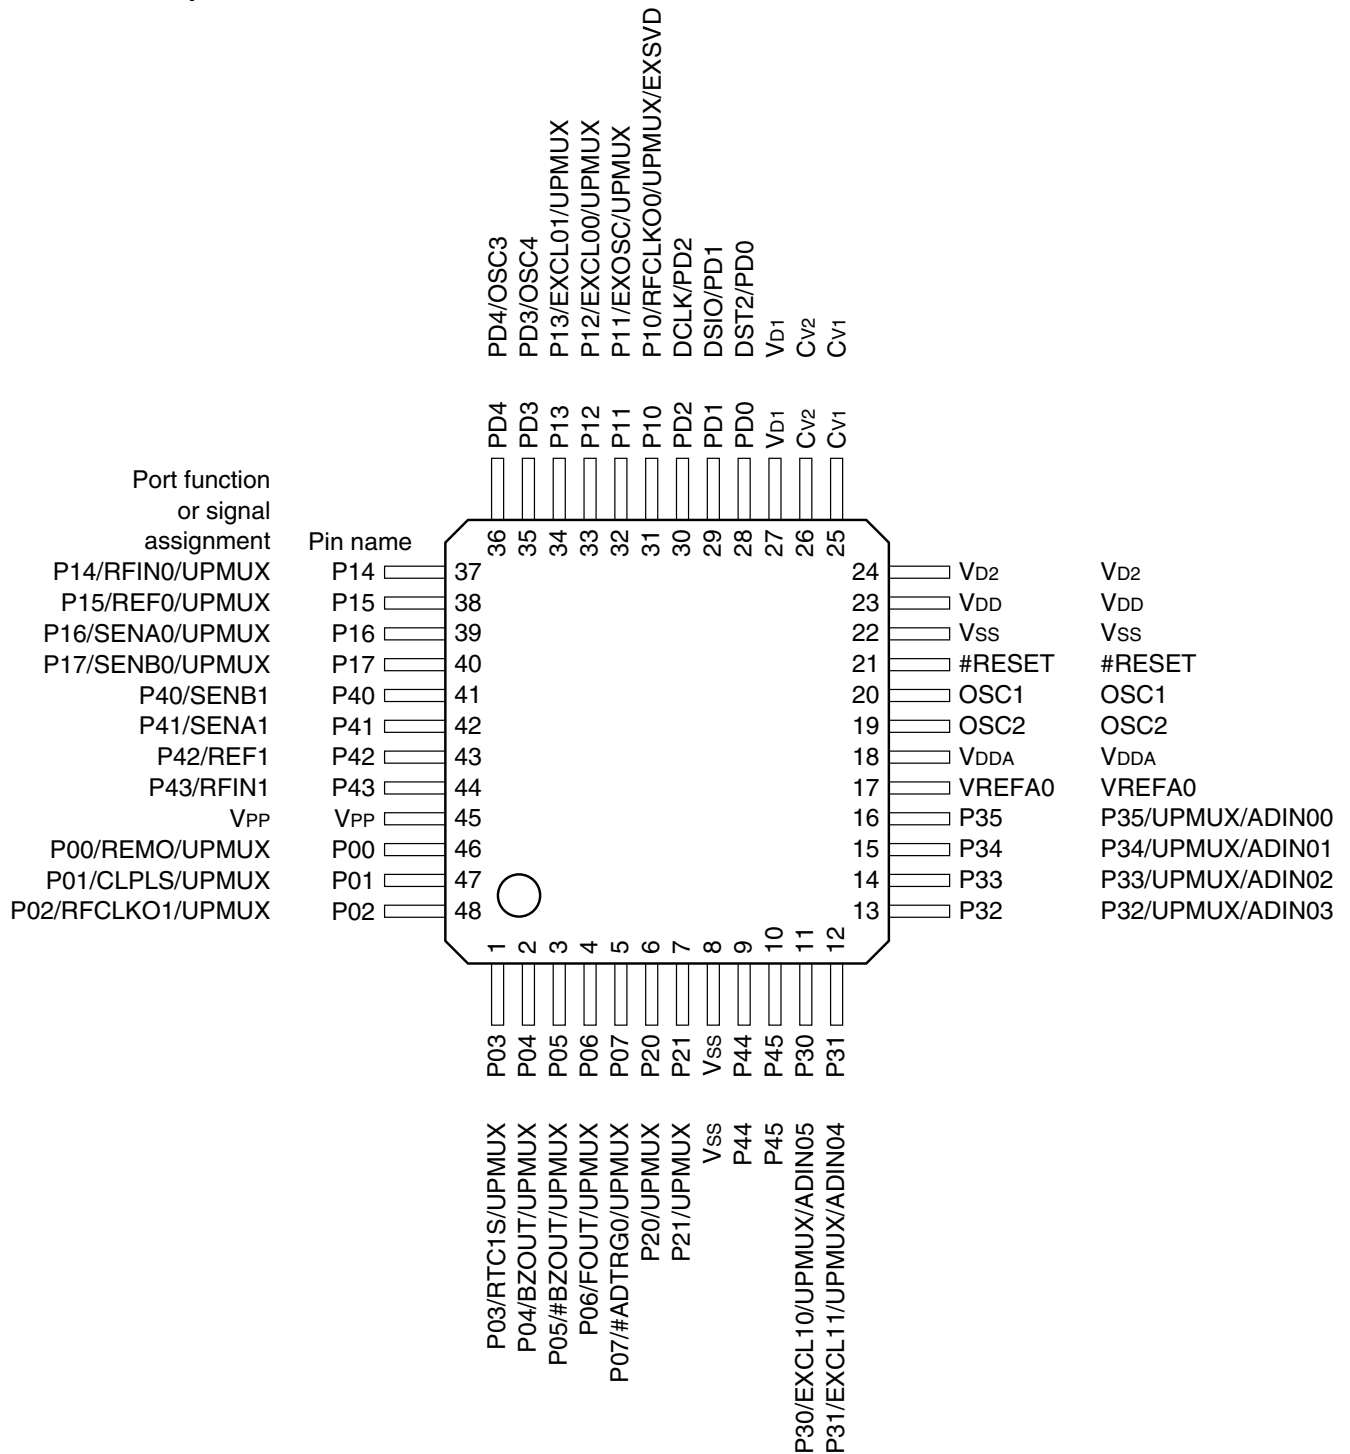 PD4/OSC3
PD3/OSC4
P13/EXCL01/UPMUX
P12/EXCL00/UPMUX
P11/EXOSC/UPMUX
P10/RFCLKO0/UPMUX/EXSVD
DCLK/PD2
DSIO/PD1
DST2/PD0
VD1
CV2
CV1
PD4
PD3
P13
P12
P11
P10
PD2
PD1
PD0
VD1
CV2
CV1
36
35
34
33
32
31
30
29
28
27
26
25
Port function
or signal
assignment
Pin name
P14/RFIN0/UPMUX P14 37
P15/REF0/UPMUX P15 38
P16/SENA0/UPMUX P16 39
P17/SENB0/UPMUX P17 40
P40/SENB1 P40 41
P41/SENA1 P41 42
P42/REF1 P42 43
P43/RFIN1 P43 44
VPP VPP 45
P00/REMO/UPMUX P00 46
P01/CLPLS/UPMUX P01 47
P02/RFCLKO1/UPMUX P02 48
24 VD2 VD2
23 VDD VDD
22 VSS VSS
21 #RESET #RESET
20 OSC1 OSC1
19 OSC2 OSC2
18 VDDA VDDA
17 VREFA0 VREFA0
16 P35 P35/UPMUX/ADIN00
15 P34 P34/UPMUX/ADIN01
14 P33 P33/UPMUX/ADIN02
13 P32 P32/UPMUX/ADIN03
1
2
3
4
5
6
7
8
9
10
11
12
P03
P04
P05
P06
P07
P20
P21
VSS
P44
P45
P30
P31
P03/RTC1S/UPMUX
P04/BZOUT/UPMUX
P05/#BZOUT/UPMUX
P06/FOUT/UPMUX
P07/#ADTRG0/UPMUX
P20/UPMUX
P21/UPMUX
VSS
P44
P45
P30/EXCL10/UPMUX/ADIN05
P31/EXCL11/UPMUX/ADIN04